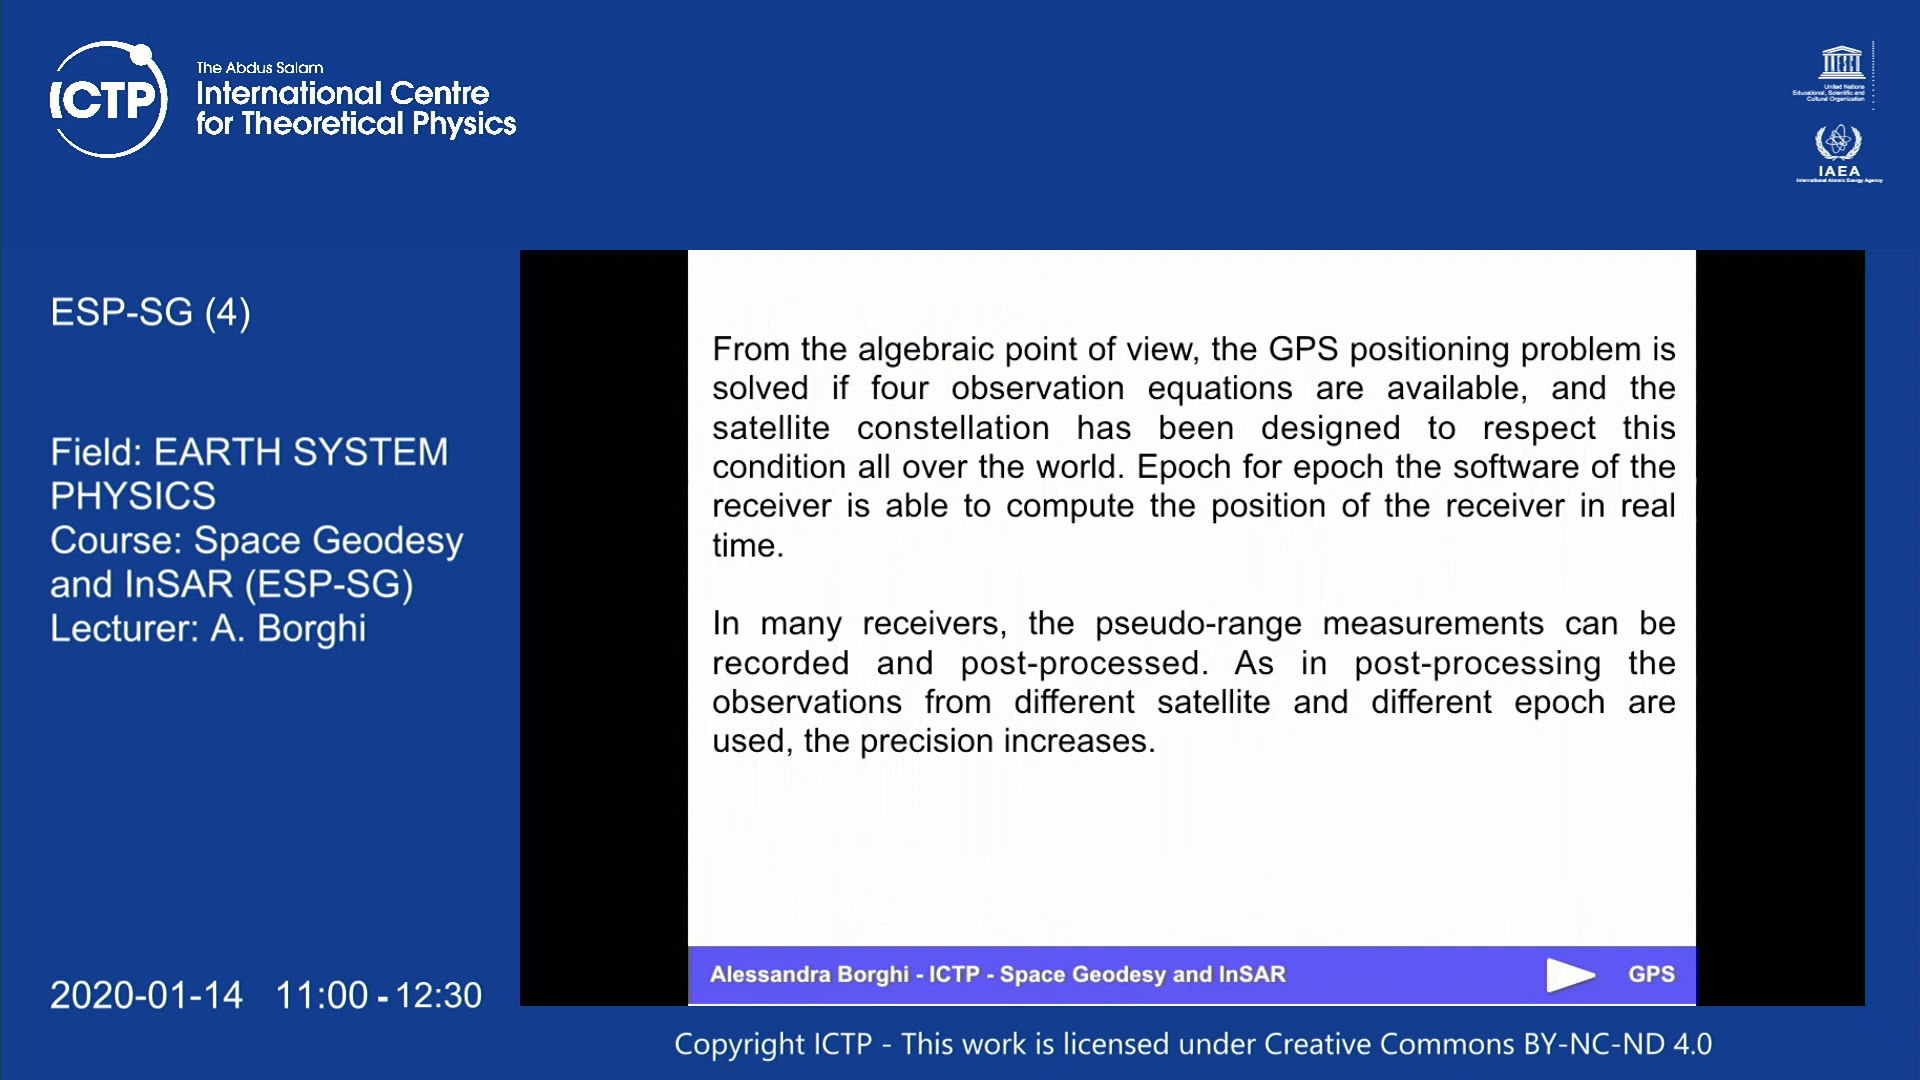 ICTP
The Abdus Salam
International Centre
for Theoretical Physics
United Nations
Educational, Scientific and
Cultural Organization
IAEA
International Atomic Energy Agency
ESP-SG (4)
Field: EARTH SYSTEM
PHYSICS
Course: Space Geodesy
and InSAR (ESP-SG)
Lecturer: A. Borghi
2020-01-14 11:00 - 12:30
From the algebraic point of view, the GPS positioning problem is
solved if four observation equations are available, and the
satellite constellation has been designed to respect this
condition all over the world. Epoch for epoch the software of the
receiver is able to compute the position of the receiver in real
time.
In many receivers, the pseudo-range measurements can be
recorded and post-processed. As in post-processing the
observations from different satellite and different epoch are
used, the precision increases.
Alessandra Borghi - ICTP - Space Geodesy and InSAR
GPS
Copyright ICTP - This work is licensed under Creative Commons BY-NC-ND 4.0